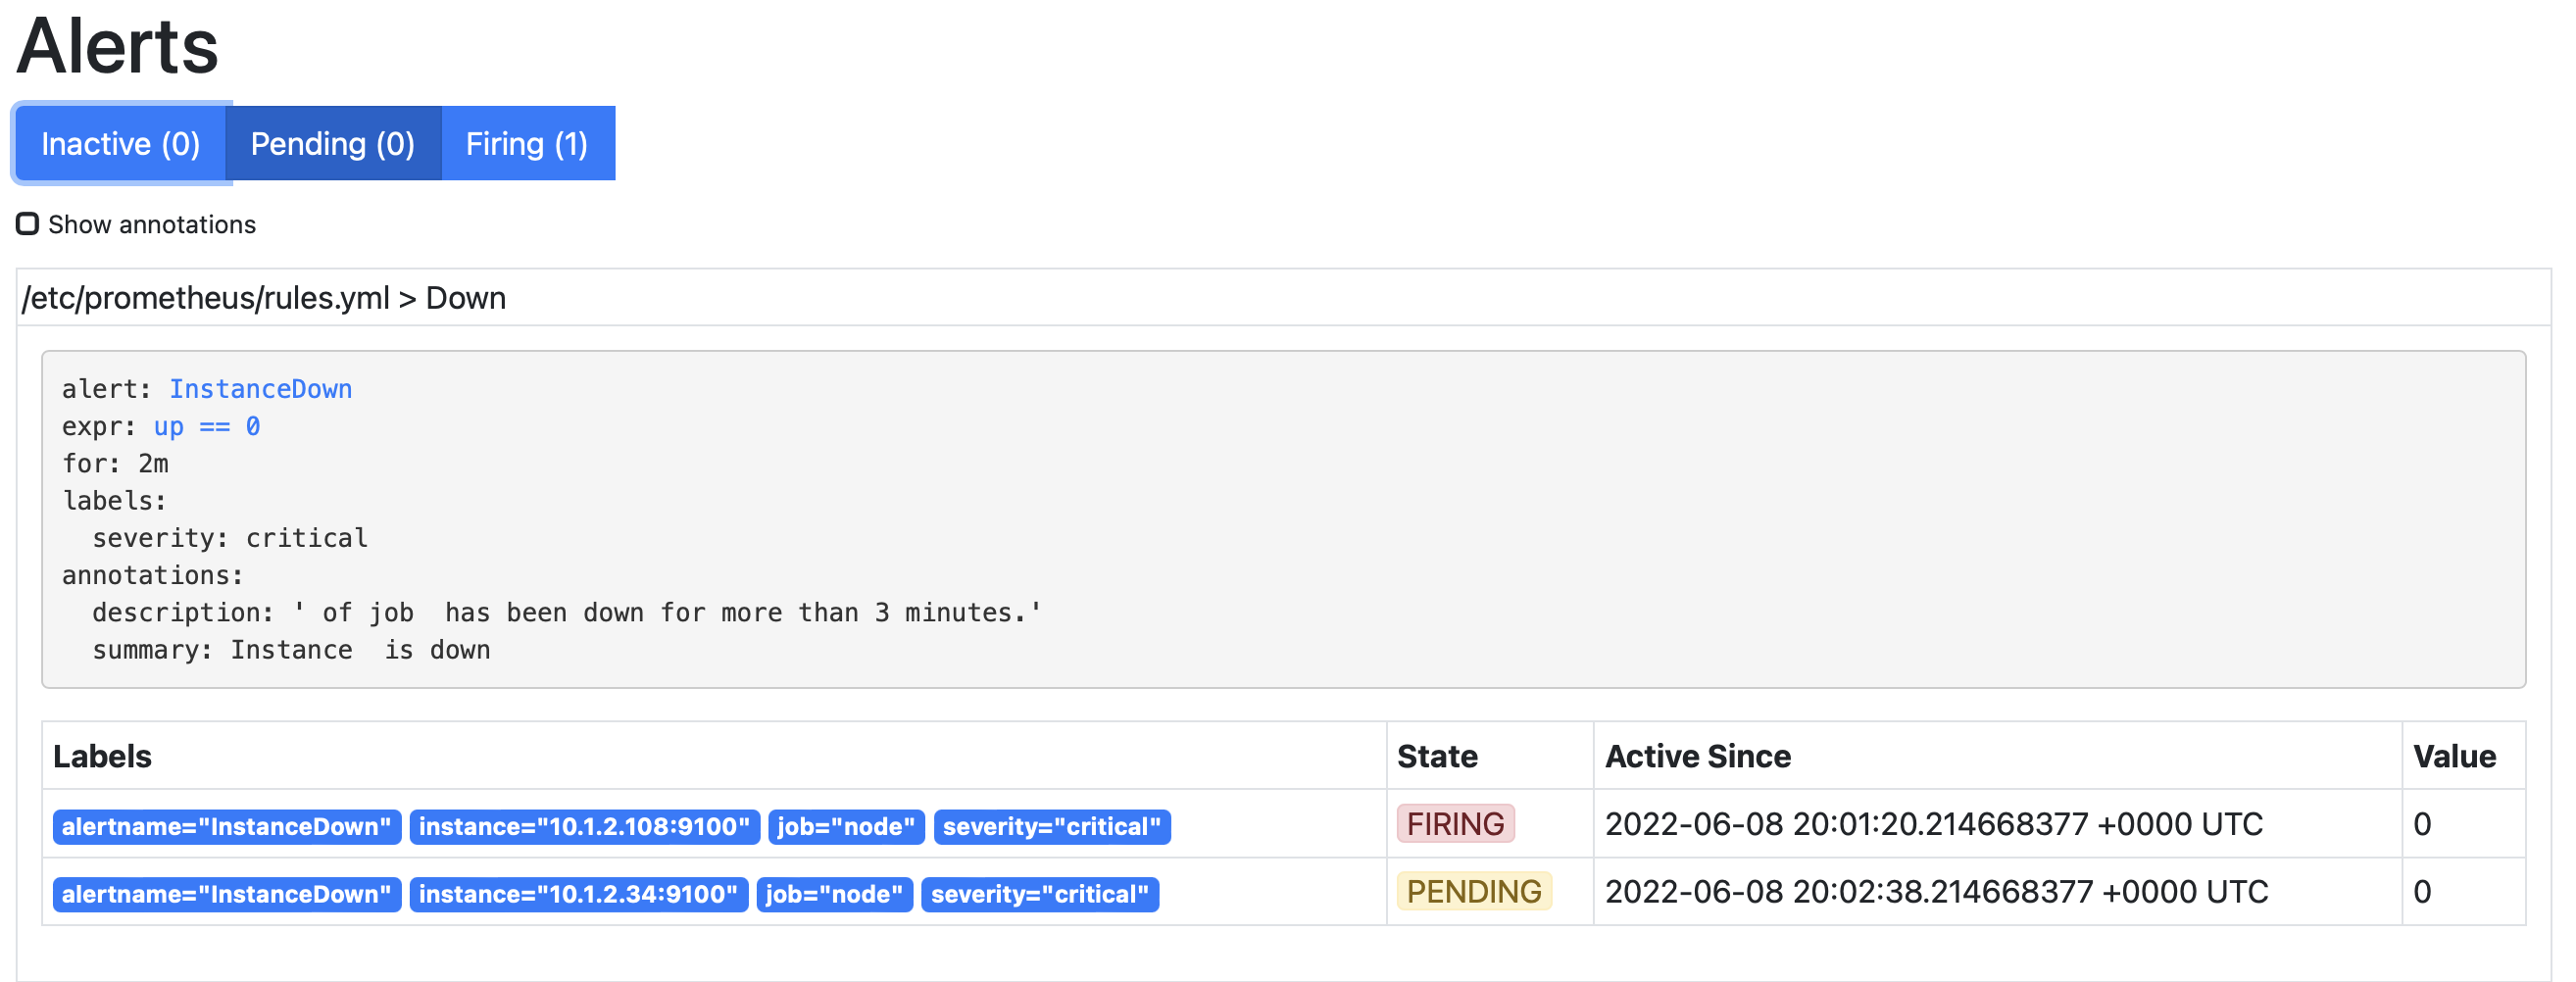 Alerts
Inactive (0) Pending (0) Firing (1)
Show annotations
/etc/prometheus/rules.yml > Down
alert: InstanceDown
expr: up == 0
for: 2m
labels:
  severity: critical
annotations:
  description: ' of job  has been down for more than 3 minutes.'
  summary: Instance  is down
Labels State Active Since Value
alertname="InstanceDown" instance="10.1.2.108:9100" job="node" severity="critical" FIRING 2022-06-08 20:01:20.214668377 +0000 UTC 0
alertname="InstanceDown" instance="10.1.2.34:9100" job="node" severity="critical" PENDING 2022-06-08 20:02:38.214668377 +0000 UTC 0